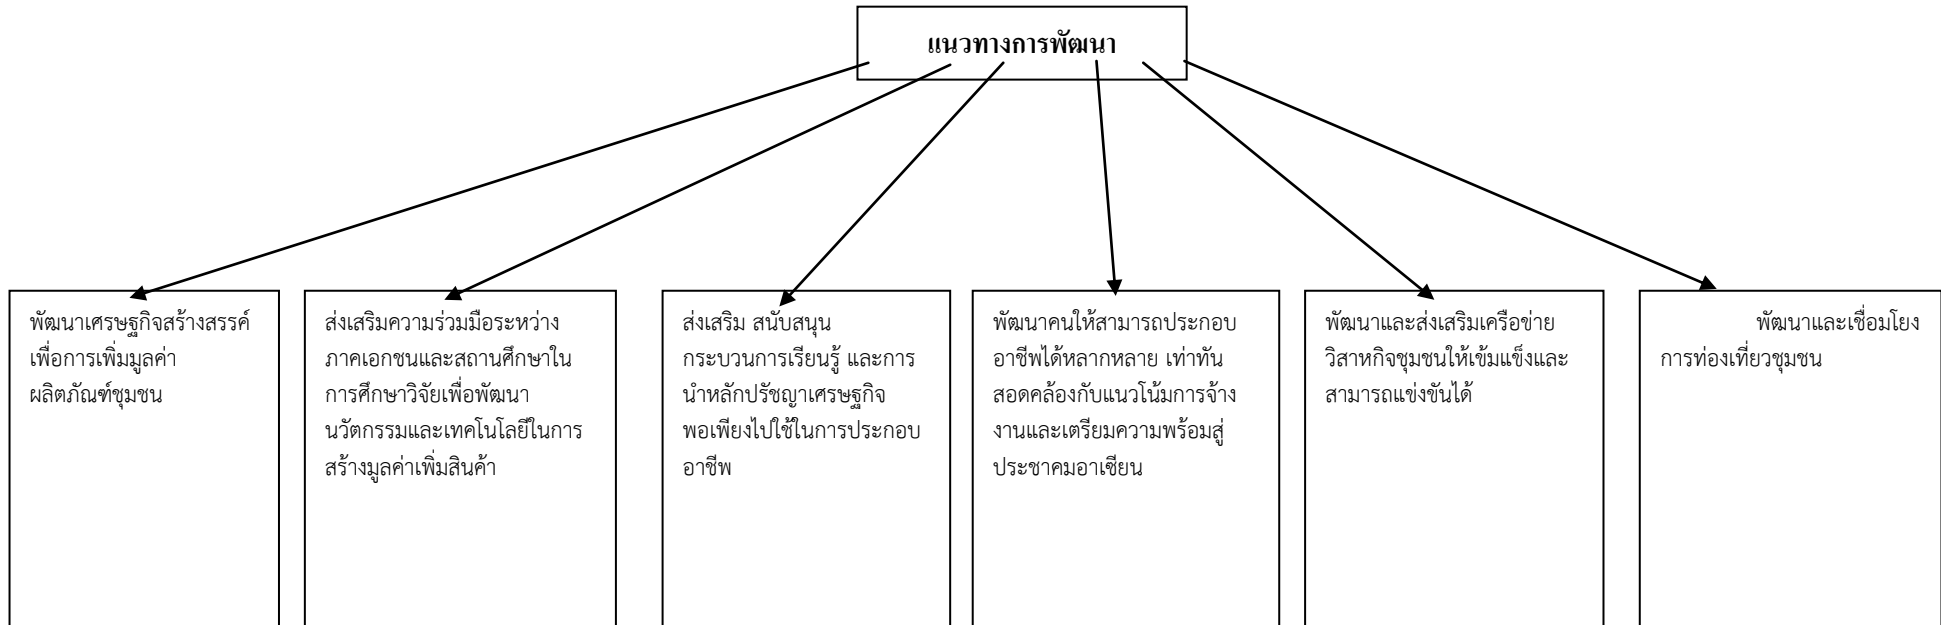 แนวทางการพัฒนา
พัฒนาเศรษฐกิจสร้างสรรค์
เพื่อการเพิ่มมูลค่า
ผลิตภัณฑ์ชุมชน
ส่งเสริมความร่วมมือระหว่าง
ภาคเอกชนและสถานศึกษาใน
การศึกษาวิจัยเพื่อพัฒนา
นวัตกรรมและเทคโนโลยีในการ
สร้างมูลค่าเพิ่มสินค้า
ส่งเสริม สนับสนุน
กระบวนการเรียนรู้ และการ
นำหลักปรัชญาเศรษฐกิจ
พอเพียงไปใช้ในการประกอบ
อาชีพ
พัฒนาคนให้สามารถประกอบ
อาชีพได้หลากหลาย เท่าทัน
สอดคล้องกับแนวโน้มการจ้าง
งานและเตรียมความพร้อมสู่
ประชาคมอาเซียน
พัฒนาและส่งเสริมเครือข่าย
วิสาหกิจชุมชนให้เข้มแข็งและ
สามารถแข่งขันได้
พัฒนาและเชื่อมโยง
การท่องเที่ยวชุมชน